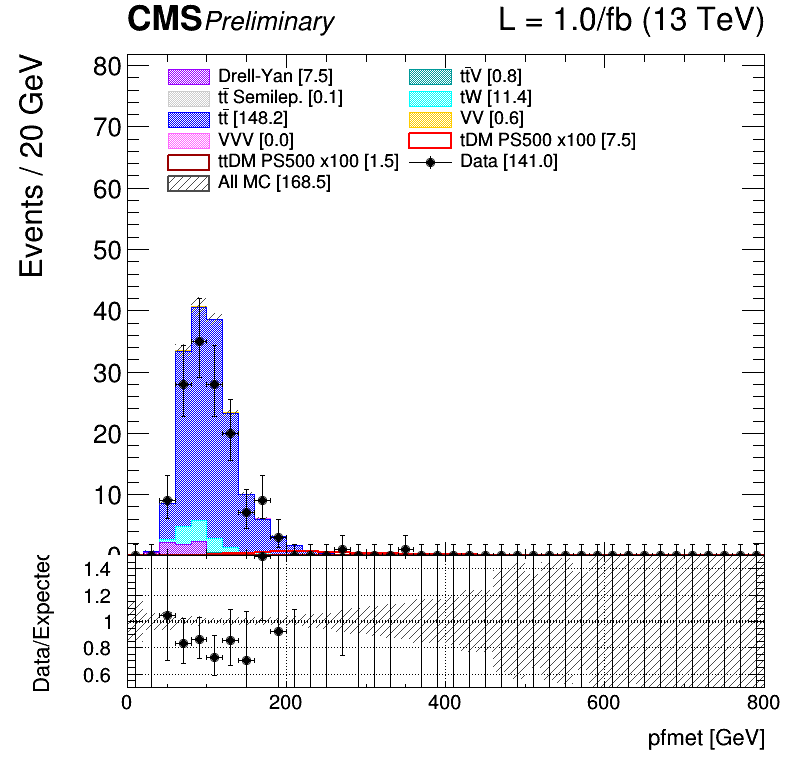 CMS Preliminary L = 1.0/fb (13 TeV)
Events / 20 GeV
80
70
60
50
40
30
20
10
0
Drell-Yan [7.5]
tt̄ Semilep. [0.1]
tt̄ [148.2]
VVV [0.0]
ttDM PS500 x100 [1.5]
All MC [168.5]
tt̄V [0.8]
tW [11.4]
VV [0.6]
tDM PS500 x100 [7.5]
Data [141.0]
Data/Expected
1.4
1.2
1
0.8
0.6
0 200 400 600 800
pfmet [GeV]